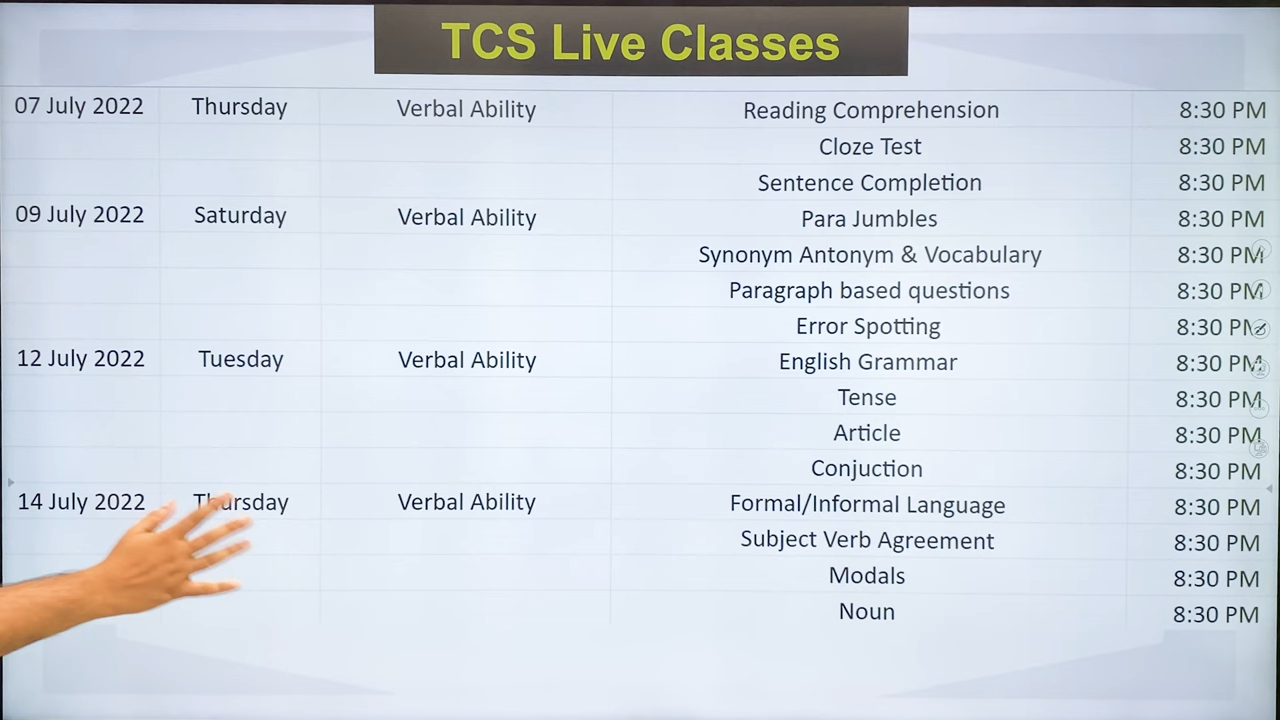 TCS Live Classes
07 July 2022 Thursday Verbal Ability Reading Comprehension 8:30 PM
Cloze Test 8:30 PM
Sentence Completion 8:30 PM
09 July 2022 Saturday Verbal Ability Para Jumbles 8:30 PM
Synonym Antonym & Vocabulary 8:30 PM
Paragraph based questions 8:30 PM
Error Spotting 8:30 PM
12 July 2022 Tuesday Verbal Ability English Grammar 8:30 PM
Tense 8:30 PM
Article 8:30 PM
Conjuction 8:30 PM
14 July 2022 Thursday Verbal Ability Formal/Informal Language 8:30 PM
Subject Verb Agreement 8:30 PM
Modals 8:30 PM
Noun 8:30 PM